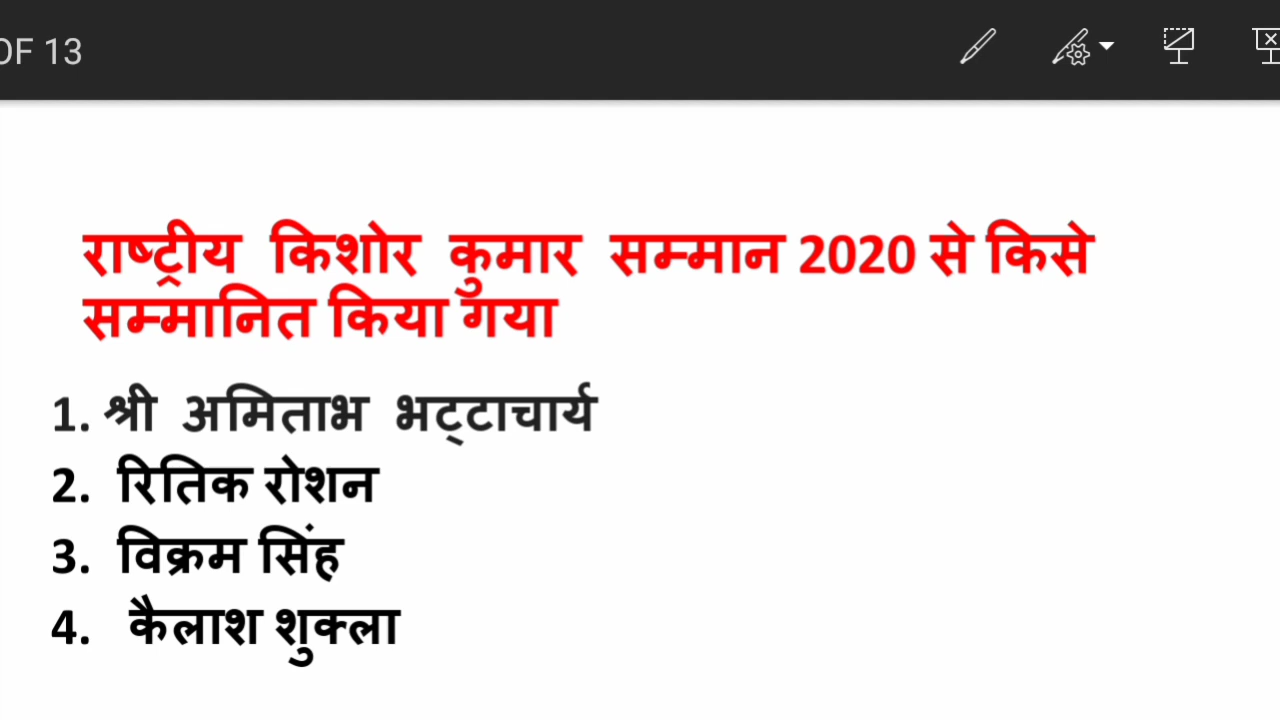 OF 13
राष्ट्रीय किशोर कुमार सम्मान 2020 से किसे
सम्मानित किया गया
1. श्री अमिताभ भट्‌टाचार्य
2. रितिक रोशन
3. विक्रम सिंह
4. कैलाश शुक्ला